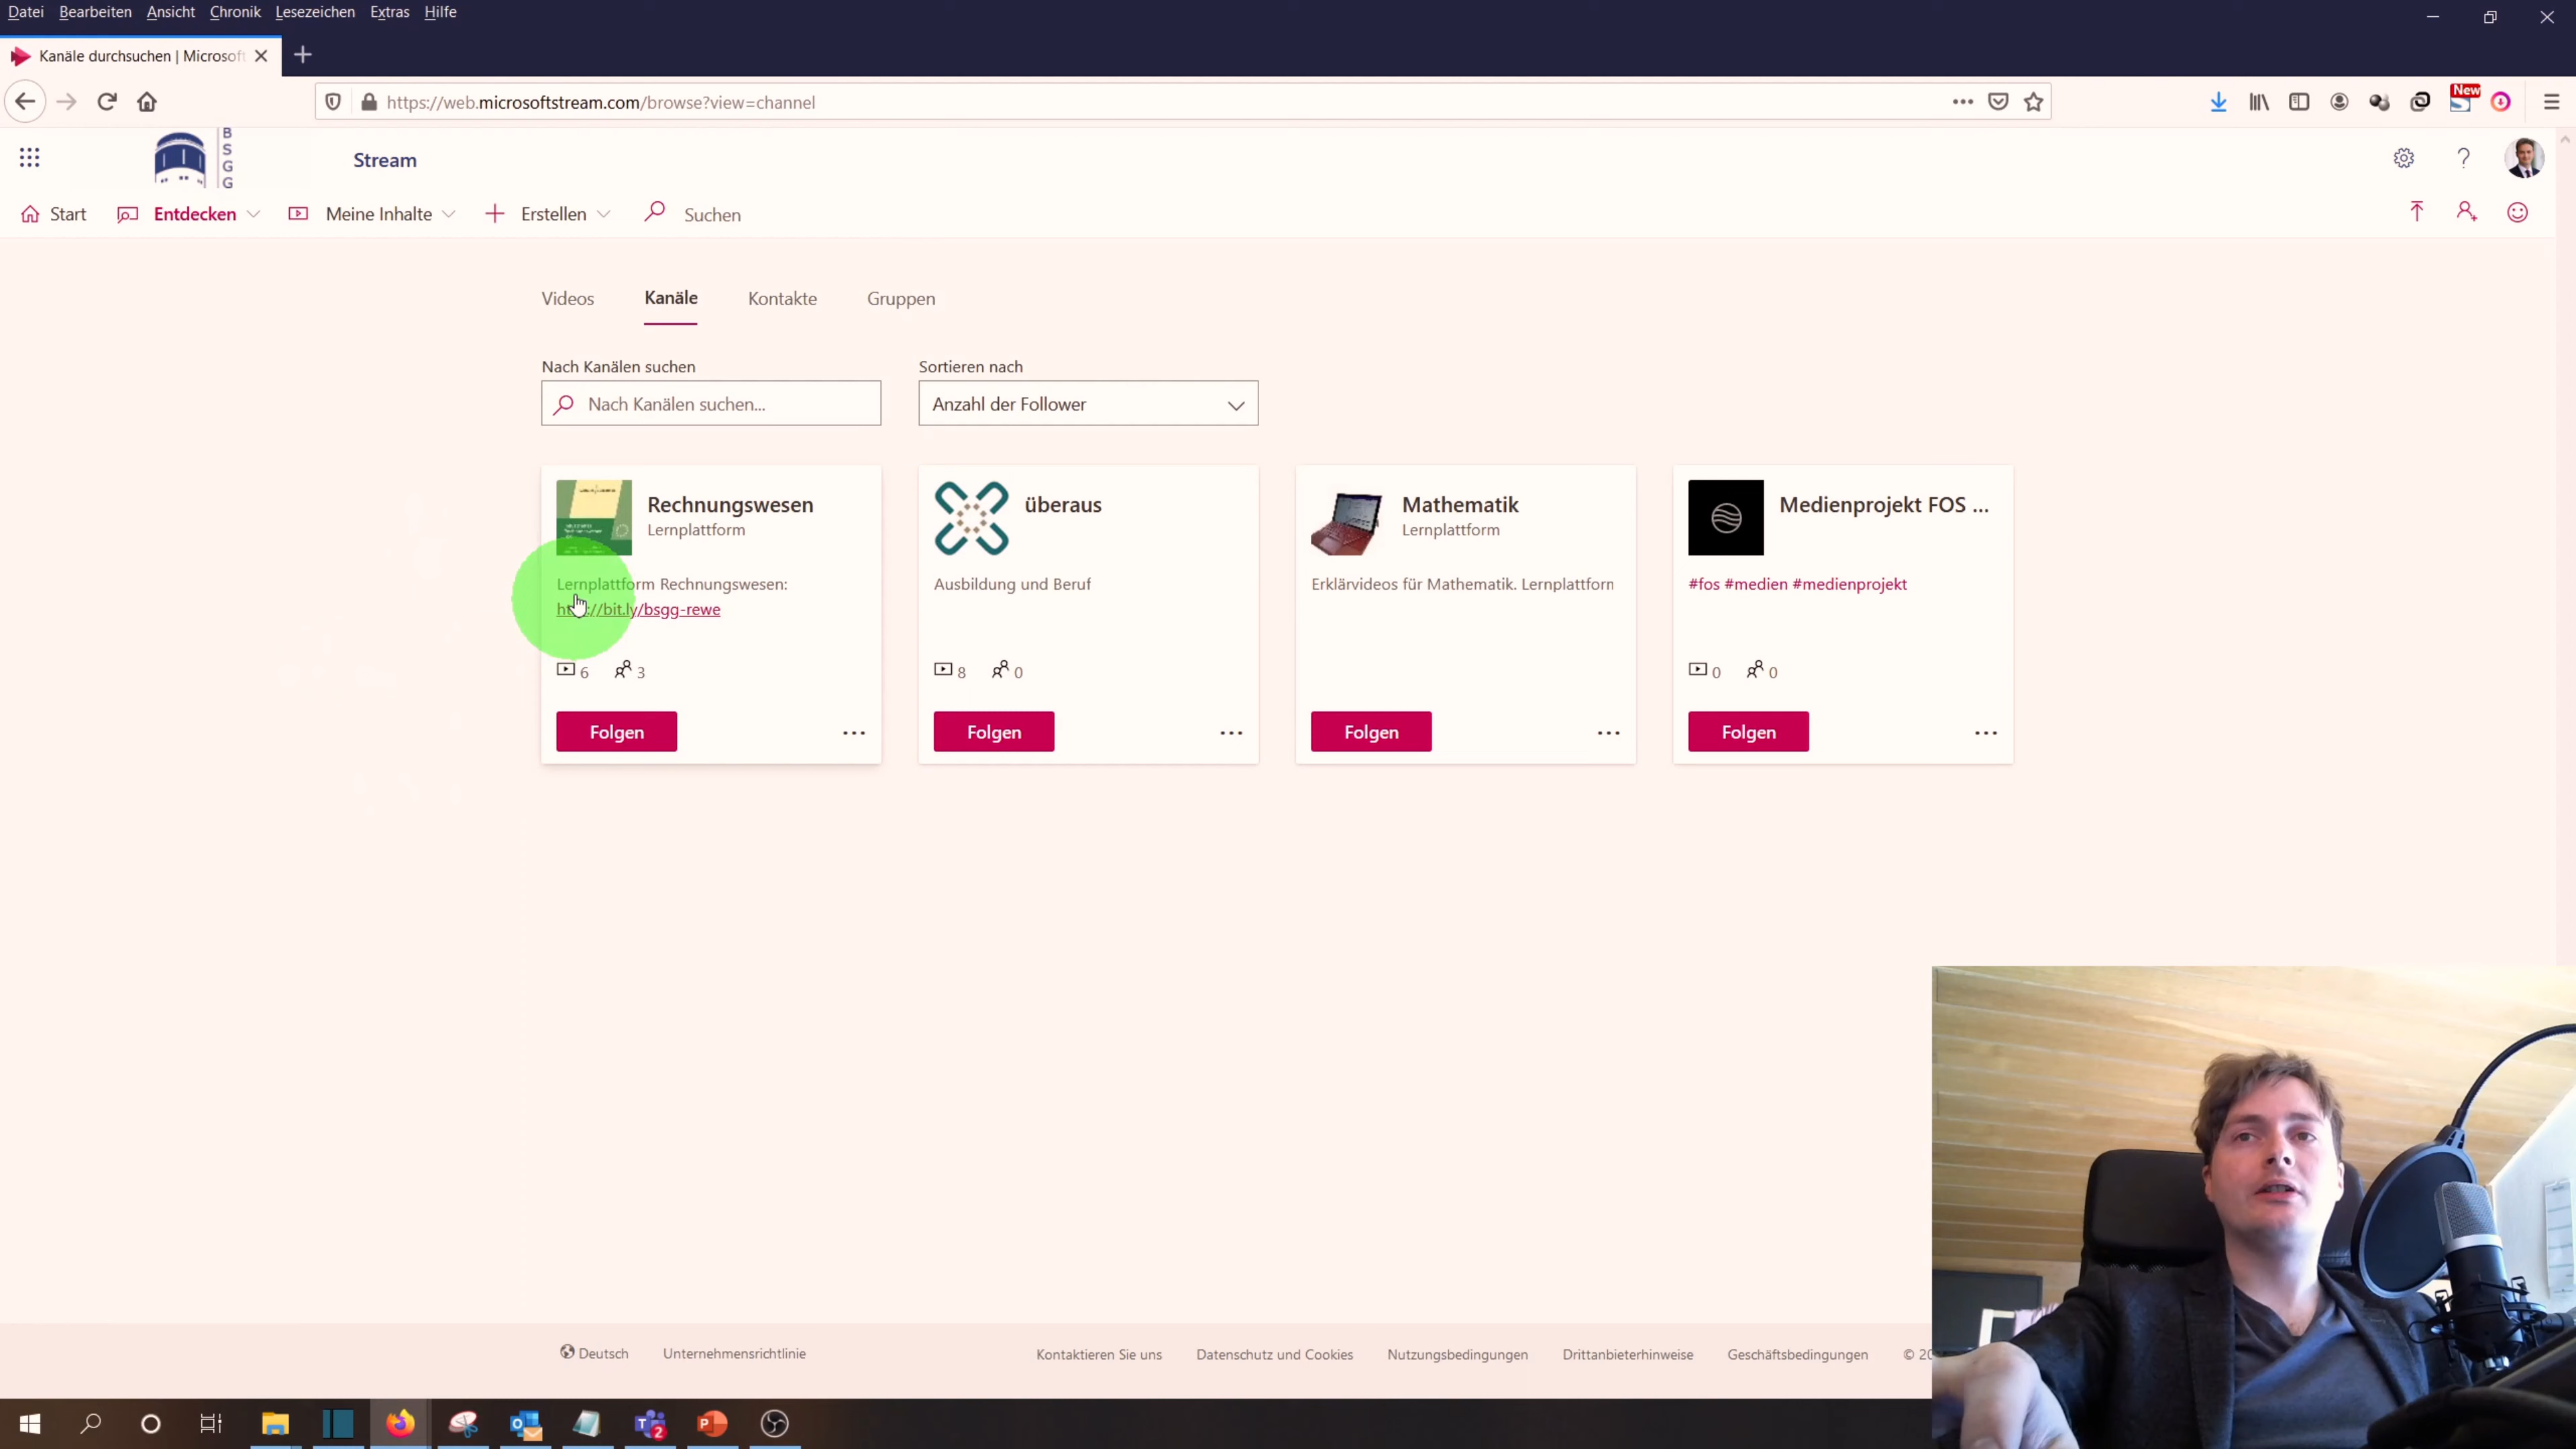 Datei Bearbeiten Ansicht Chronik Lesezeichen Extras Hilfe
Kanäle durchsuchen | Microsoft
https://web.microsoftstream.com/browse?view=channel
New
B
S
G
G
Stream
Start Entdecken Meine Inhalte Erstellen Suchen
Videos Kanäle Kontakte Gruppen
Nach Kanälen suchen Sortieren nach
Nach Kanälen suchen... Anzahl der Follower
Rechnungswesen
Lernplattform
Lernplattform Rechnungswesen:
http://bit.ly/bsgg-rewe
6 3
Folgen ...
überaus
Ausbildung und Beruf
8 0
Folgen ...
Mathematik
Lernplattform
Erklärvideos für Mathematik. Lernplattform
Folgen ...
Medienprojekt FOS ...
#fos #medien #medienprojekt
0 0
Folgen ...
Deutsch Unternehmensrichtlinie Kontaktieren Sie uns Datenschutz und Cookies Nutzungsbedingungen Drittanbieterhinweise Geschäftsbedingungen © 20
2